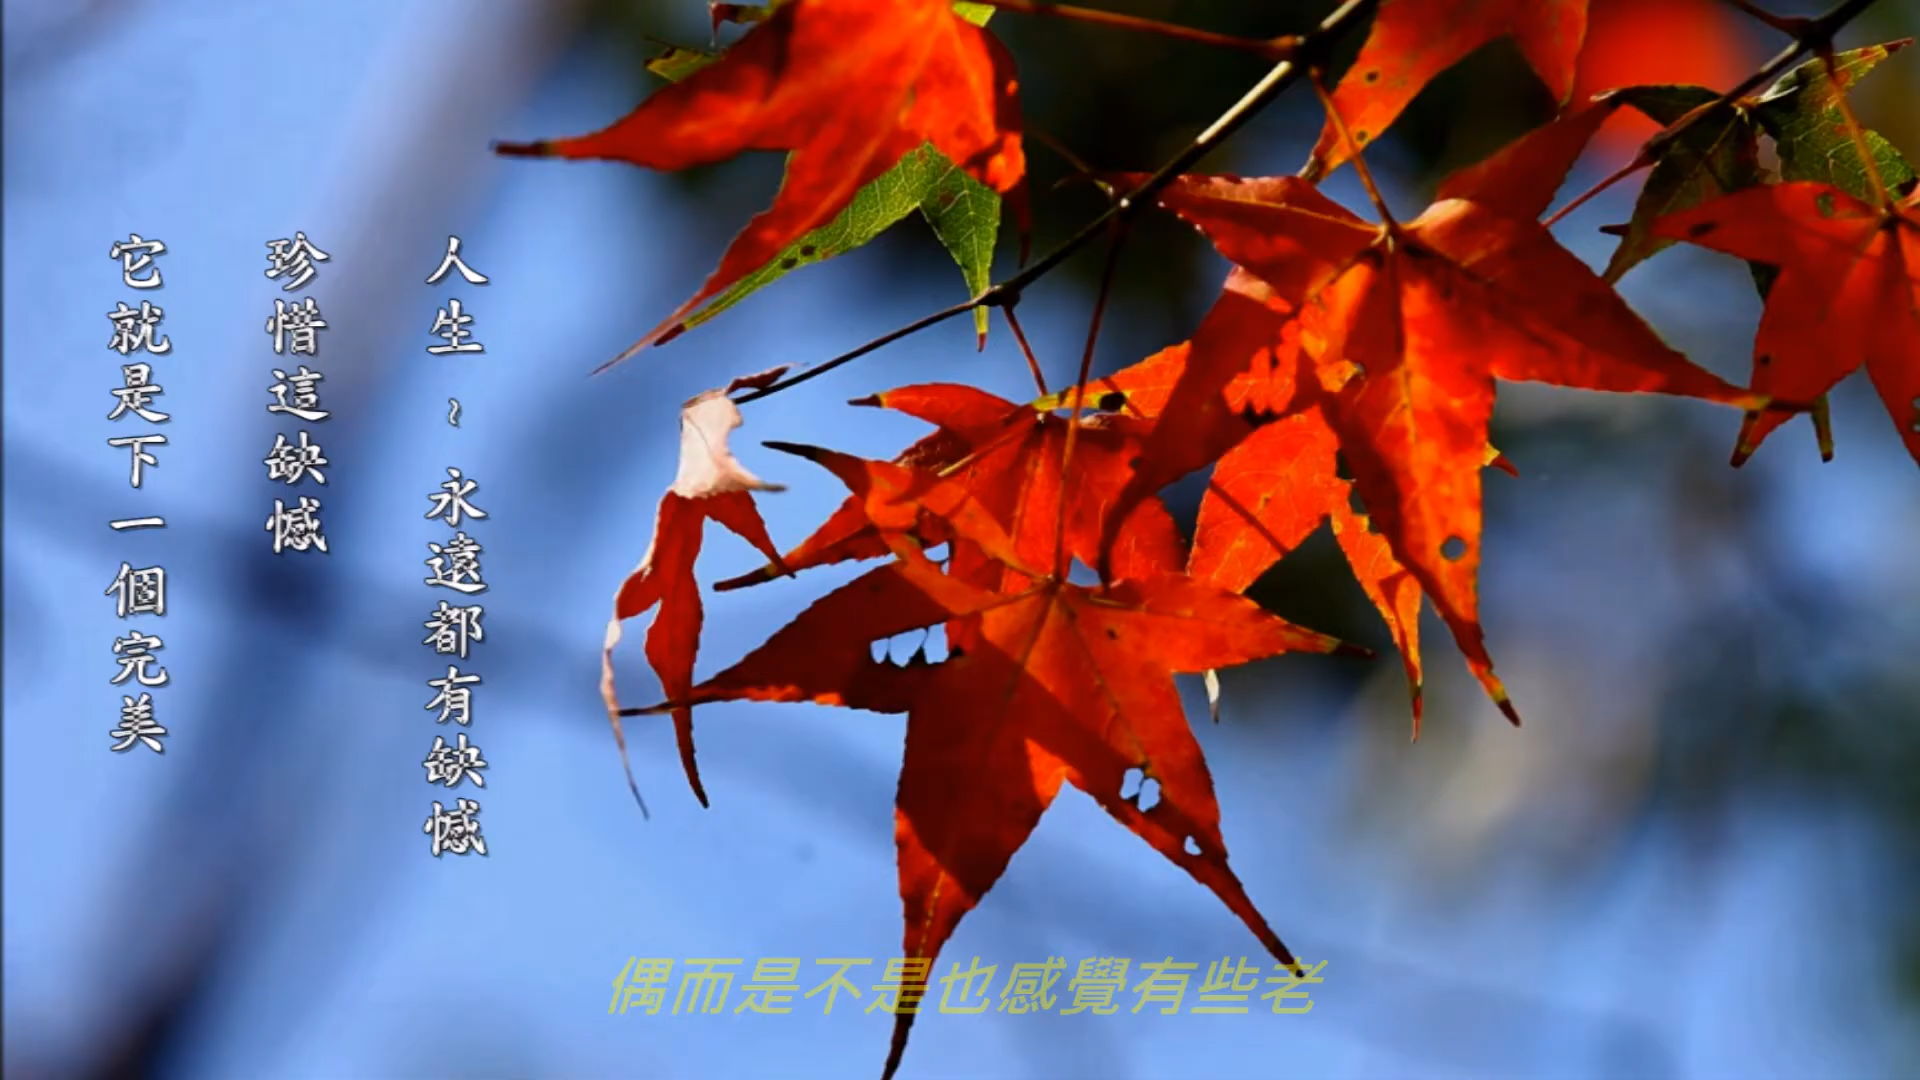 人生～永遠都有缺憾
珍惜這缺憾
它就是下一個完美
偶而是不是也感覺有些老